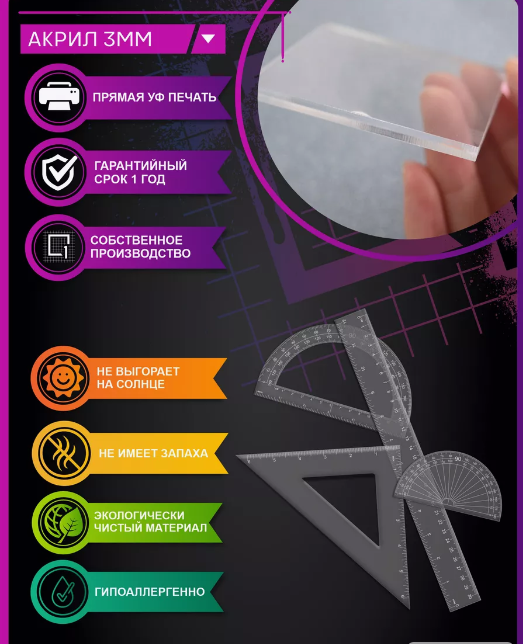 АКРИЛ 3ММ
ПРЯМАЯ УФ ПЕЧАТЬ
ГАРАНТИЙНЫЙ
СРОК 1 ГОД
СОБСТВЕННОЕ
ПРОИЗВОДСТВО
НЕ ВЫГОРАЕТ
НА СОЛНЦЕ
НЕ ИМЕЕТ ЗАПАХА
ЭКОЛОГИЧЕСКИ
ЧИСТЫЙ МАТЕРИАЛ
ГИПОАЛЛЕРГЕННО